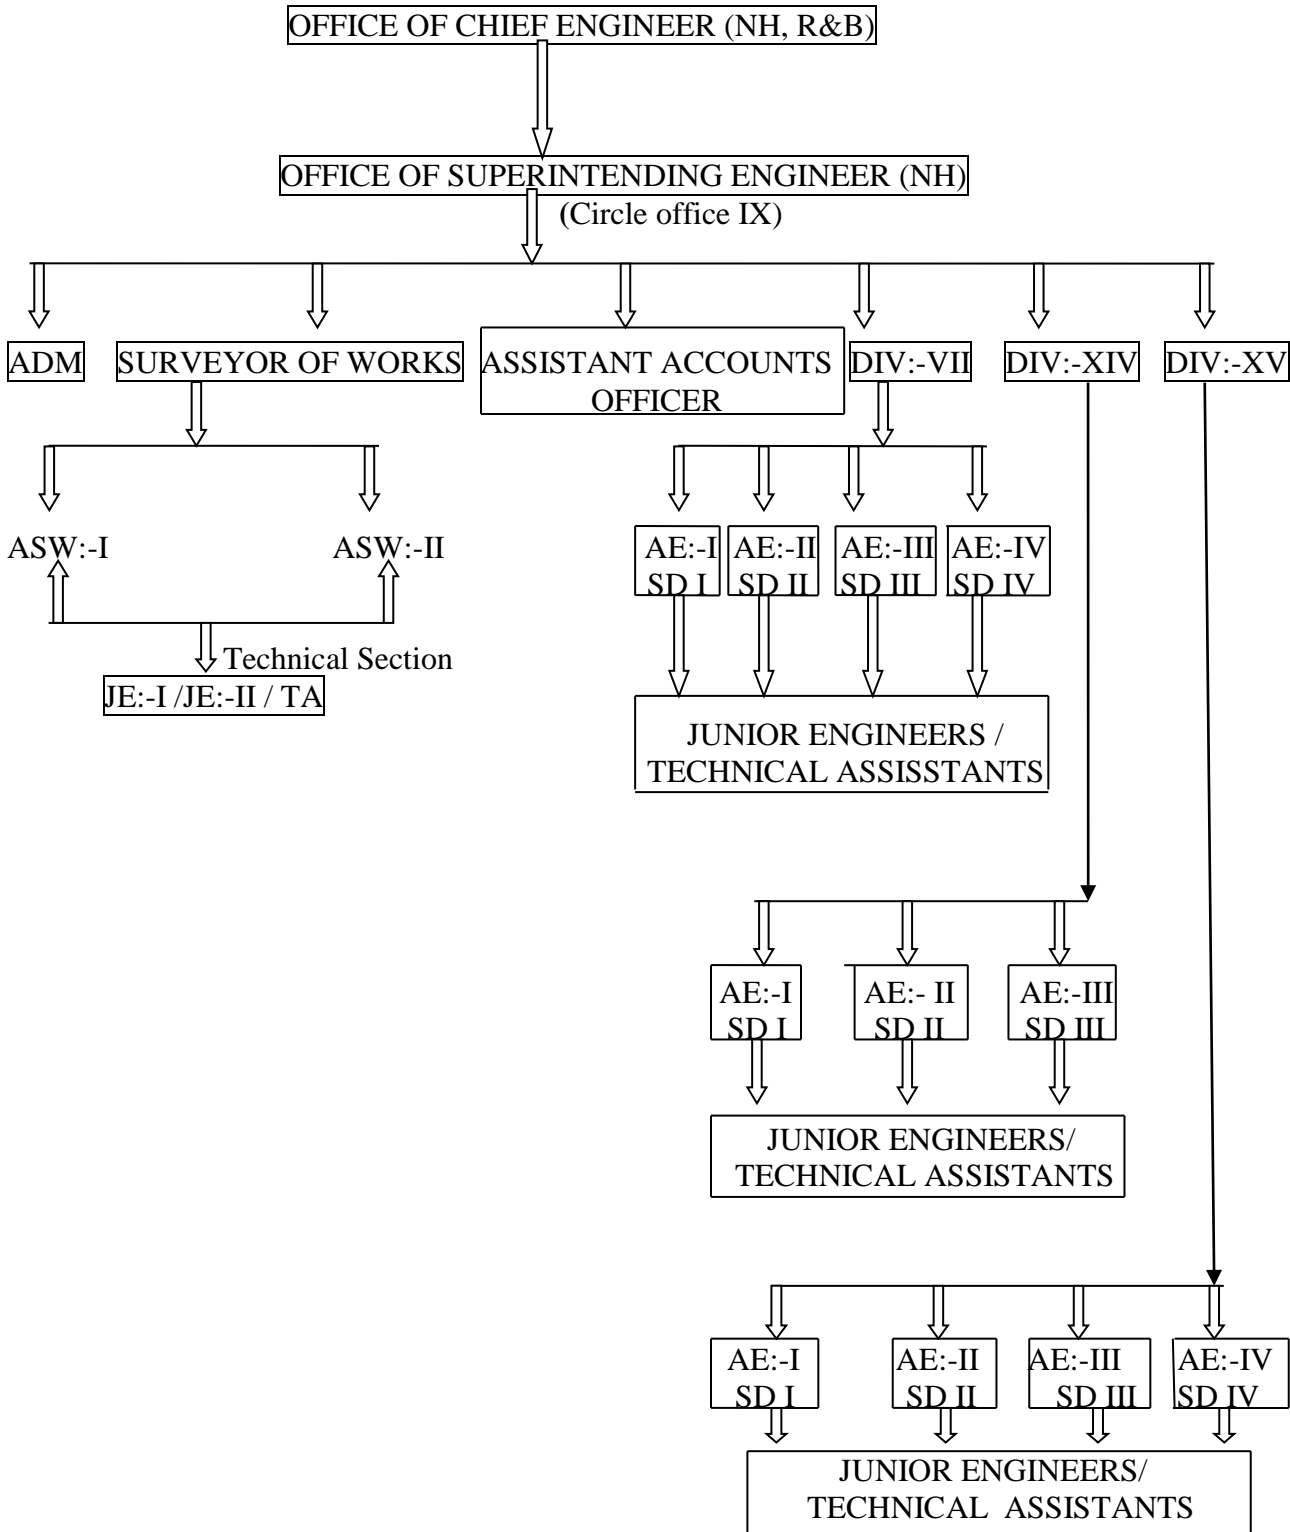 OFFICE OF CHIEF ENGINEER (NH, R&B)
OFFICE OF SUPERINTENDING ENGINEER (NH)
(Circle office IX)
ADM
SURVEYOR OF WORKS
ASSISTANT ACCOUNTS
OFFICER
DIV:-VII
DIV:-XIV
DIV:-XV
ASW:-I
ASW:-II
AE:-I
SD I
AE:-II
SD II
AE:-III
SD III
AE:-IV
SD IV
Technical Section
JE:-I /JE:-II / TA
JUNIOR ENGINEERS /
TECHNICAL ASSISSTANTS
AE:-I
SD I
AE:- II
SD II
AE:-III
SD III
JUNIOR ENGINEERS/
TECHNICAL ASSISTANTS
AE:-I
SD I
AE:-II
SD II
AE:-III
SD III
AE:-IV
SD IV
JUNIOR ENGINEERS/
TECHNICAL  ASSISTANTS